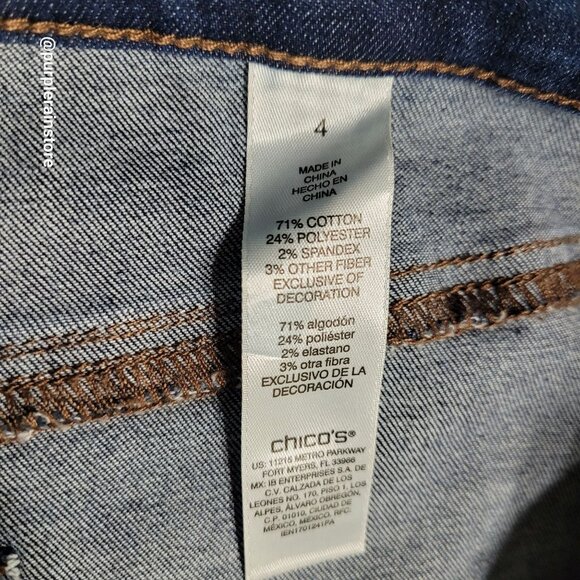 @purplerainstore
4
MADE IN
CHINA
HECHO EN
CHINA
71% COTTON
24% POLYESTER
2% SPANDEX
3% OTHER FIBER
EXCLUSIVE OF
DECORATION
71% algodón
24% poliéster
2% elastano
3% otra fibra
EXCLUSIVO DE LA
DECORACIÓN
chico's®
US: 11215 METRO PARKWAY
FORT MYERS, FL 33966
MX: IB ENTERPRISES S.A. DE
C.V. CALZADA DE LOS
LEONES NO. 170, PISO 1, LOS
ALPES, ÁLVARO OBREGÓN,
C.P. 01010, CIUDAD DE
MÉXICO, MÉXICO, RFC:
IEN1701241PA